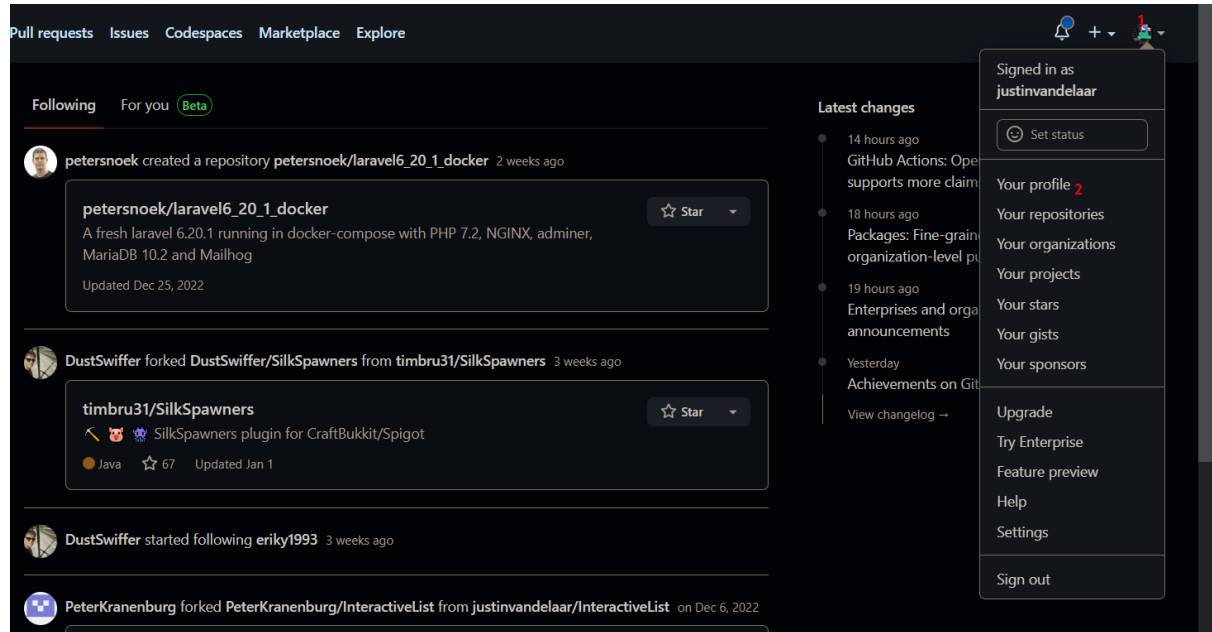 Pull requests Issues Codespaces Marketplace Explore
1
Signed in as
justinvandelaar
Set status
Your profile 2
Your repositories
Your organizations
Your projects
Your stars
Your gists
Your sponsors
Upgrade
Try Enterprise
Feature preview
Help
Settings
Sign out
Following For you Beta
petersnoek created a repository petersnoek/laravel6_20_1_docker 2 weeks ago
petersnoek/laravel6_20_1_docker
Star
A fresh laravel 6.20.1 running in docker-compose with PHP 7.2, NGINX, adminer,
MariaDB 10.2 and Mailhog
Updated Dec 25, 2022
DustSwiffer forked DustSwiffer/SilkSpawners from timbru31/SilkSpawners 3 weeks ago
timbru31/SilkSpawners
Star
SilkSpawners plugin for CraftBukkit/Spigot
Java 67 Updated Jan 1
DustSwiffer started following eriky1993 3 weeks ago
PeterKranenburg forked PeterKranenburg/InteractiveList from justinvandelaar/InteractiveList on Dec 6, 2022
Latest changes
14 hours ago
GitHub Actions: Ope
supports more claim
18 hours ago
Packages: Fine-grain
organization-level pu
19 hours ago
Enterprises and orga
announcements
Yesterday
Achievements on Git
View changelog →